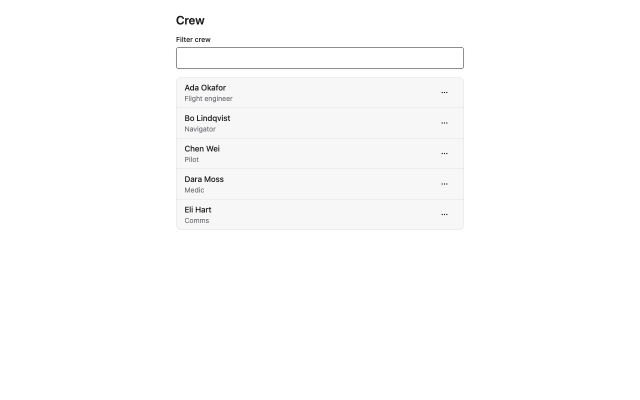 Crew
Filter crew
Ada Okafor
Flight engineer
...
Bo Lindqvist
Navigator
...
Chen Wei
Pilot
...
Dara Moss
Medic
...
Eli Hart
Comms
...